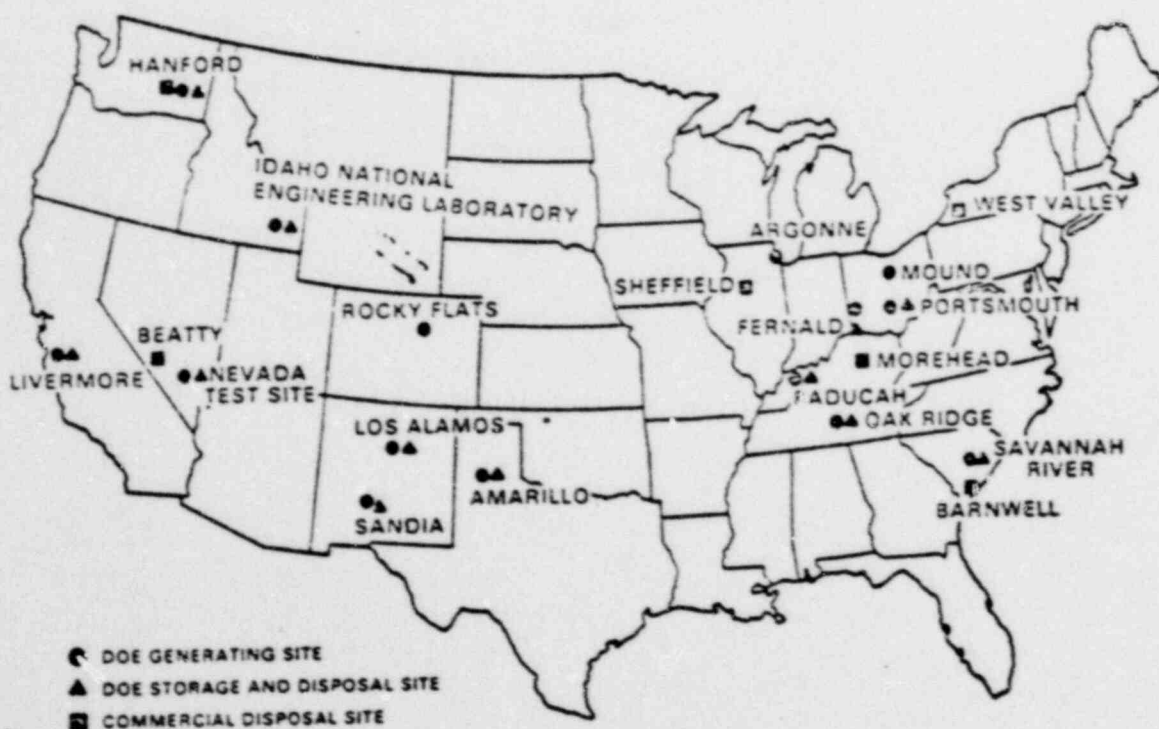 HANFORD
IDAHO NATIONAL
ENGINEERING LABORATORY
WEST VALLEY
ARGONNE
MOUND
SHEFFIELD
PORTSMOUTH
ROCKY FLATS
FERNALD
BEATTY
MOREHEAD
LIVERMORE
NEVADA
TEST SITE
PADUCAH
OAK RIDGE
LOS ALAMOS
SAVANNAH
RIVER
AMARILLO
BARNWELL
SANDIA
DOE GENERATING SITE
DOE STORAGE AND DISPOSAL SITE
COMMERCIAL DISPOSAL SITE